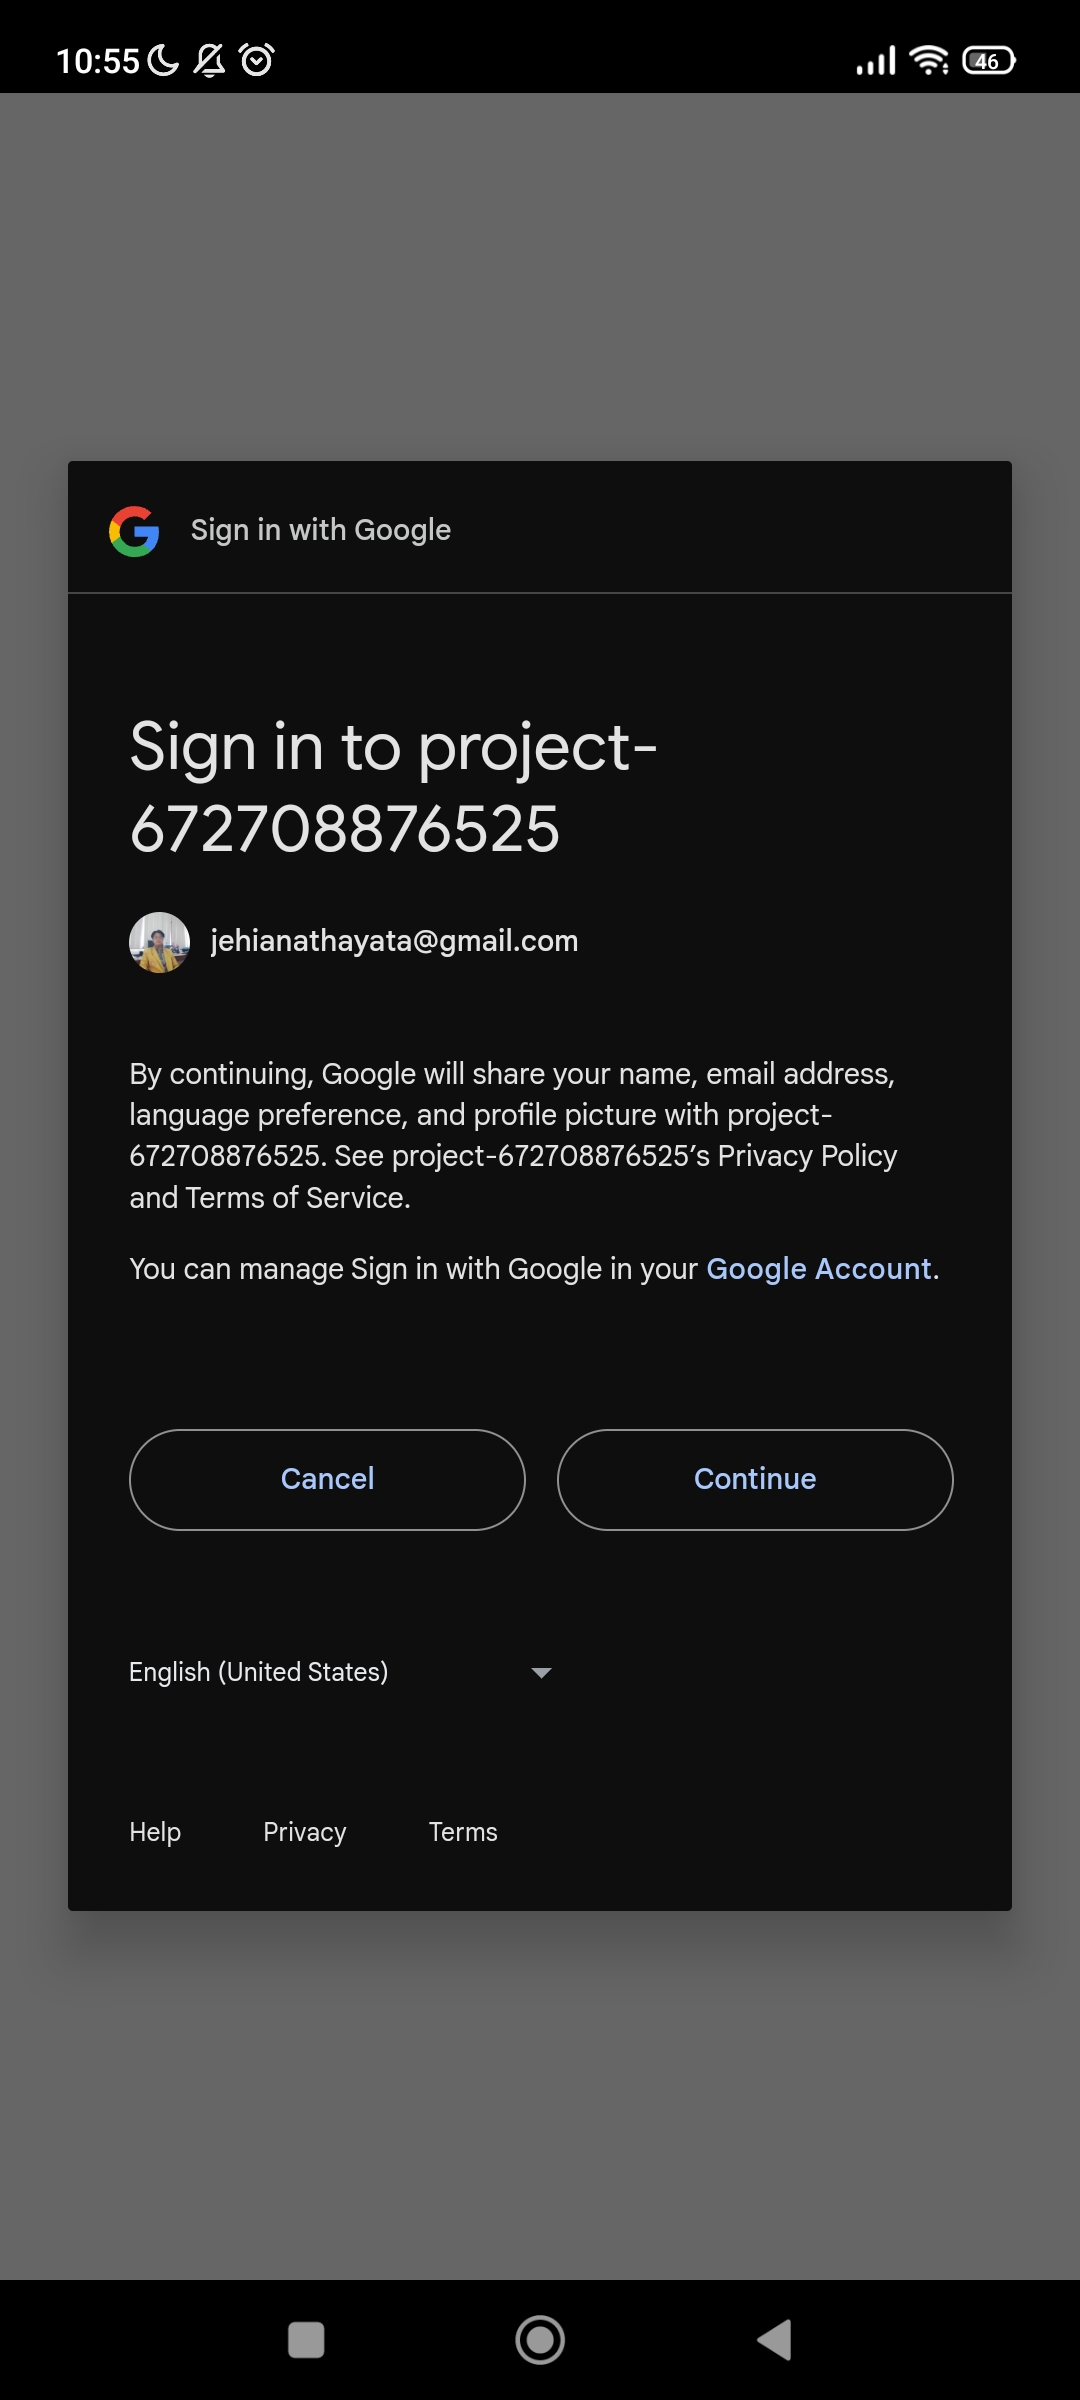 10:55
46
Sign in with Google
Sign in to project-
672708876525
jehianathayata@gmail.com
By continuing, Google will share your name, email address,
language preference, and profile picture with project-
672708876525. See project-672708876525’s Privacy Policy
and Terms of Service.
You can manage Sign in with Google in your Google Account.
Cancel
Continue
English (United States)
Help
Privacy
Terms